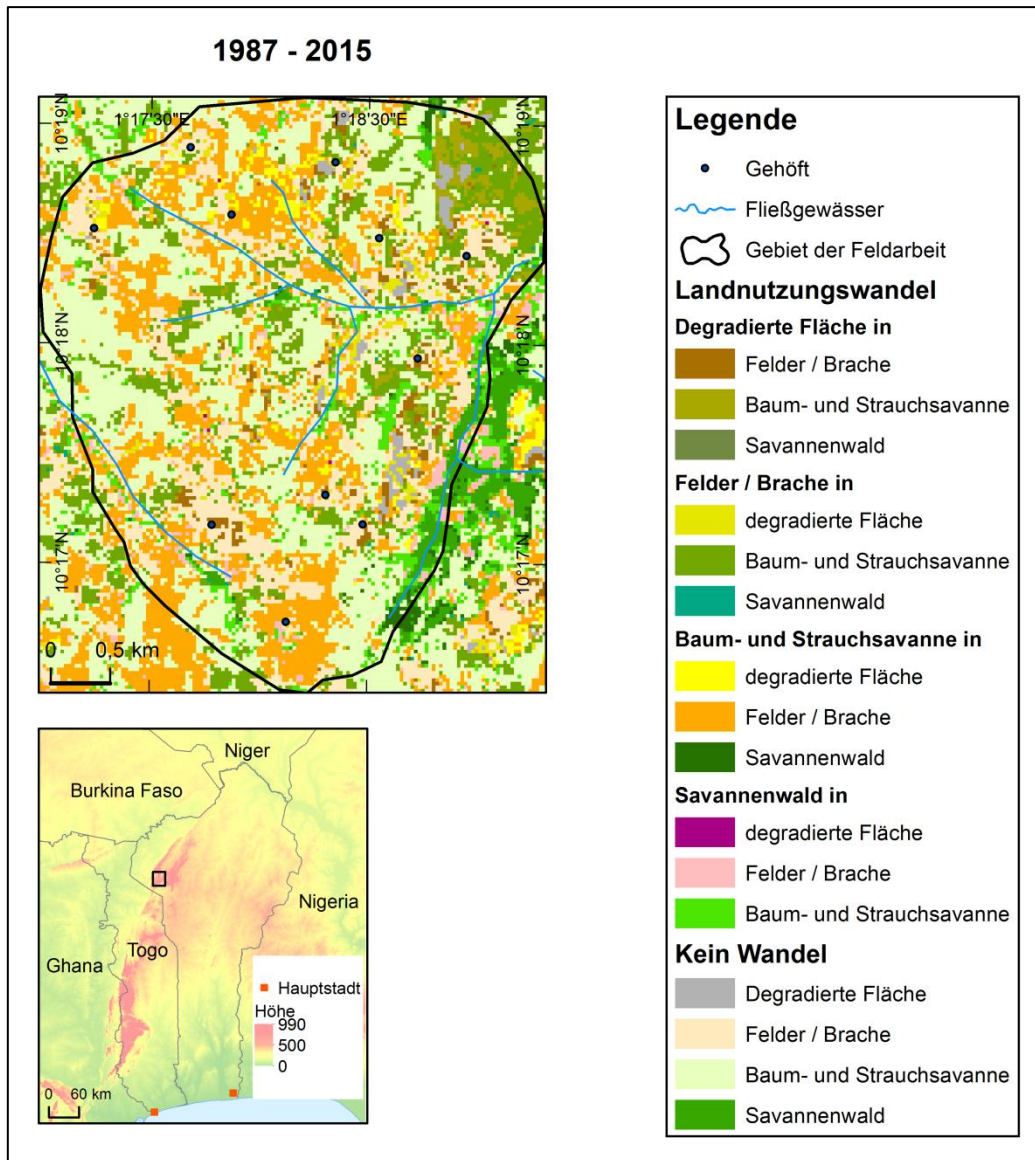 1987 - 2015
1°17'30"E
1°18'30"E
10°19'N
10°19'N
10°18'N
10°18'N
10°17'N
10°17'N
0 0,5 km
Legende
Gehöft
Fließgewässer
Gebiet der Feldarbeit
Landnutzungswandel
Degradierte Fläche in
Felder / Brache
Baum- und Strauchsavanne
Savannenwald
Felder / Brache in
degradierte Fläche
Baum- und Strauchsavanne
Savannenwald
Baum- und Strauchsavanne in
degradierte Fläche
Felder / Brache
Savannenwald
Savannenwald in
degradierte Fläche
Felder / Brache
Baum- und Strauchsavanne
Kein Wandel
Degradierte Fläche
Felder / Brache
Baum- und Strauchsavanne
Savannenwald
Niger
Burkina Faso
Nigeria
Togo
Ghana
Hauptstadt
Höhe
990
500
0
0 60 km